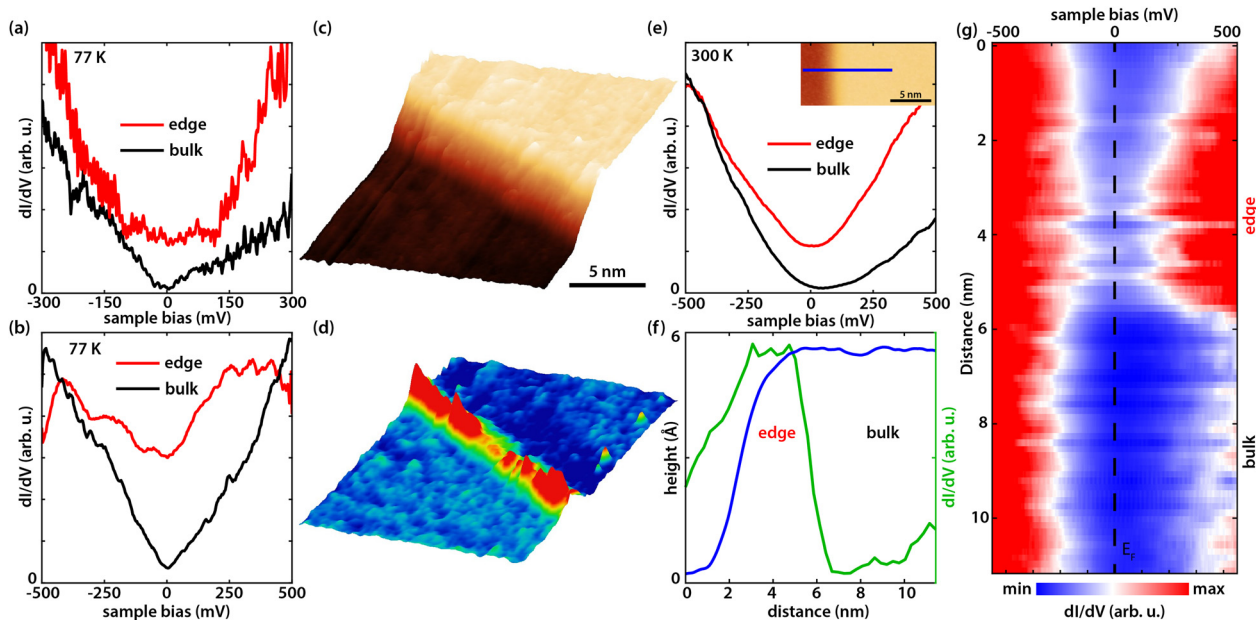 (a)
77 K
edge
bulk
dI/dV (arb. u.)
0
-300 -150 0 150 300
sample bias (mV)
(b)
77 K
edge
bulk
dI/dV (arb. u.)
0
-500 -250 0 250 500
sample bias (mV)
(c)
5 nm
(d)
(e)
300 K
5 nm
edge
bulk
dI/dV (arb. u.)
0
-500 -250 0 250 500
sample bias (mV)
(f)
6
height (Å)
0
edge
bulk
dI/dV (arb. u.)
0 2 4 6 8 10
distance (nm)
(g)
sample bias (mV)
-500 0 500
0
2
4
6
8
10
Distance (nm)
edge
bulk
EF
min max
dI/dV (arb. u.)